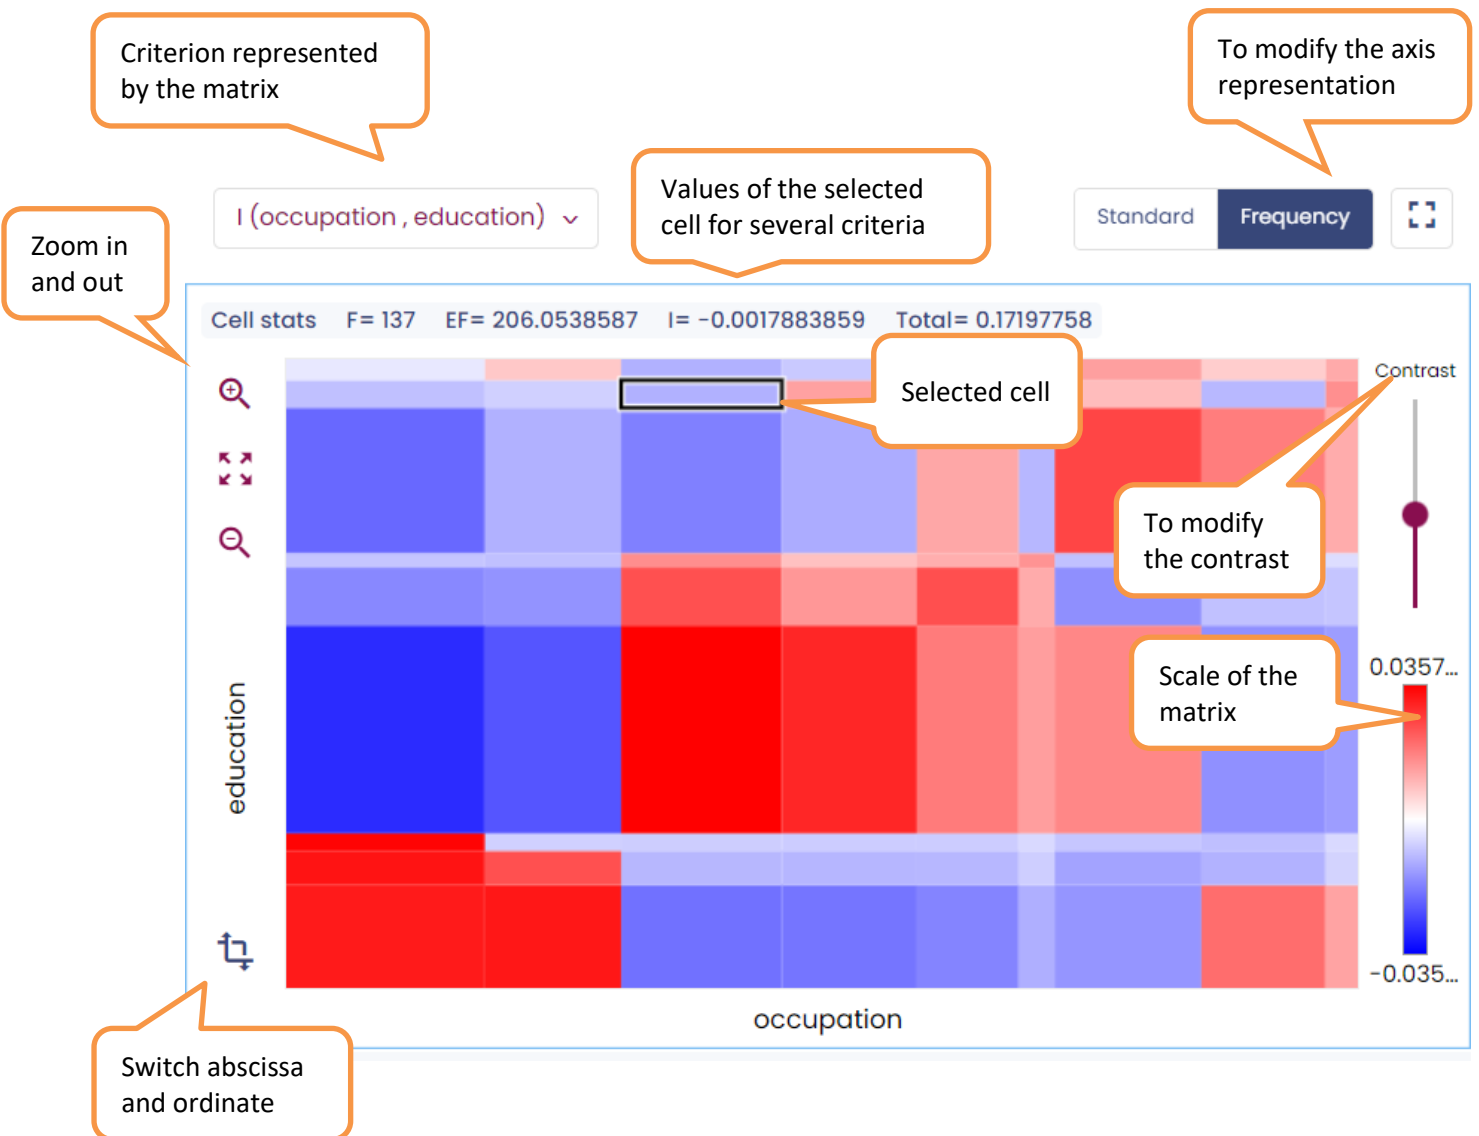 Criterion represented
by the matrix
To modify the axis
representation
Values of the selected
cell for several criteria
I (occupation , education)
Standard
Frequency
Zoom in
and out
Cell stats F= 137 EF= 206.0538587 I= -0.0017883859 Total= 0.17197758
Contrast
Selected cell
To modify
the contrast
Scale of the
matrix
0.0357...
education
-0.035...
occupation
Switch abscissa
and ordinate